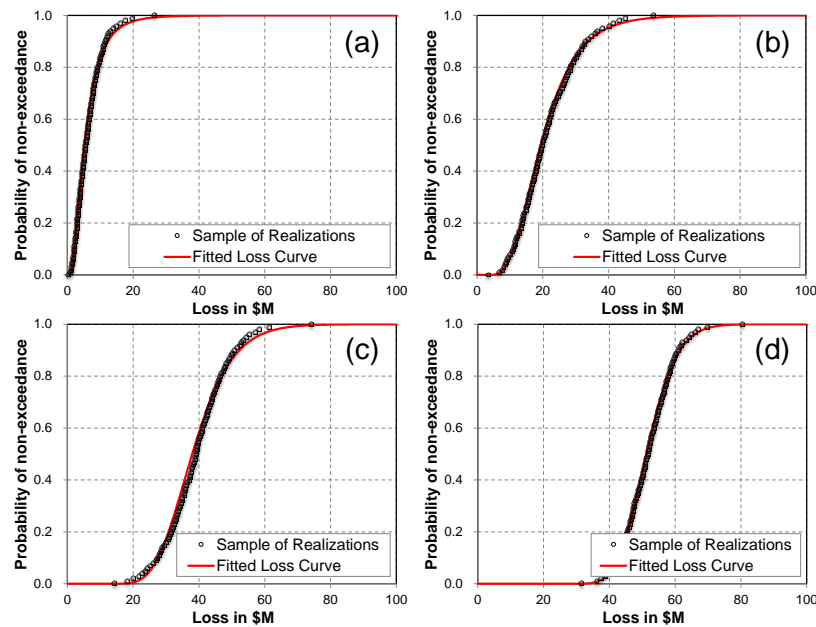 (a)
Probability of non-exceedance
1.0
0.8
0.6
0.4
0.2
0.0
Sample of Realizations
Fitted Loss Curve
0 20 40 60 80 100
Loss in $M
(b)
Probability of non-exceedance
1.0
0.8
0.6
0.4
0.2
0.0
Sample of Realizations
Fitted Loss Curve
0 20 40 60 80 100
Loss in $M
(c)
Probability of non-exceedance
1.0
0.8
0.6
0.4
0.2
0.0
Sample of Realizations
Fitted Loss Curve
0 20 40 60 80 100
Loss in $M
(d)
Probability of non-exceedance
1.0
0.8
0.6
0.4
0.2
0.0
Sample of Realizations
Fitted Loss Curve
0 20 40 60 80 100
Loss in $M